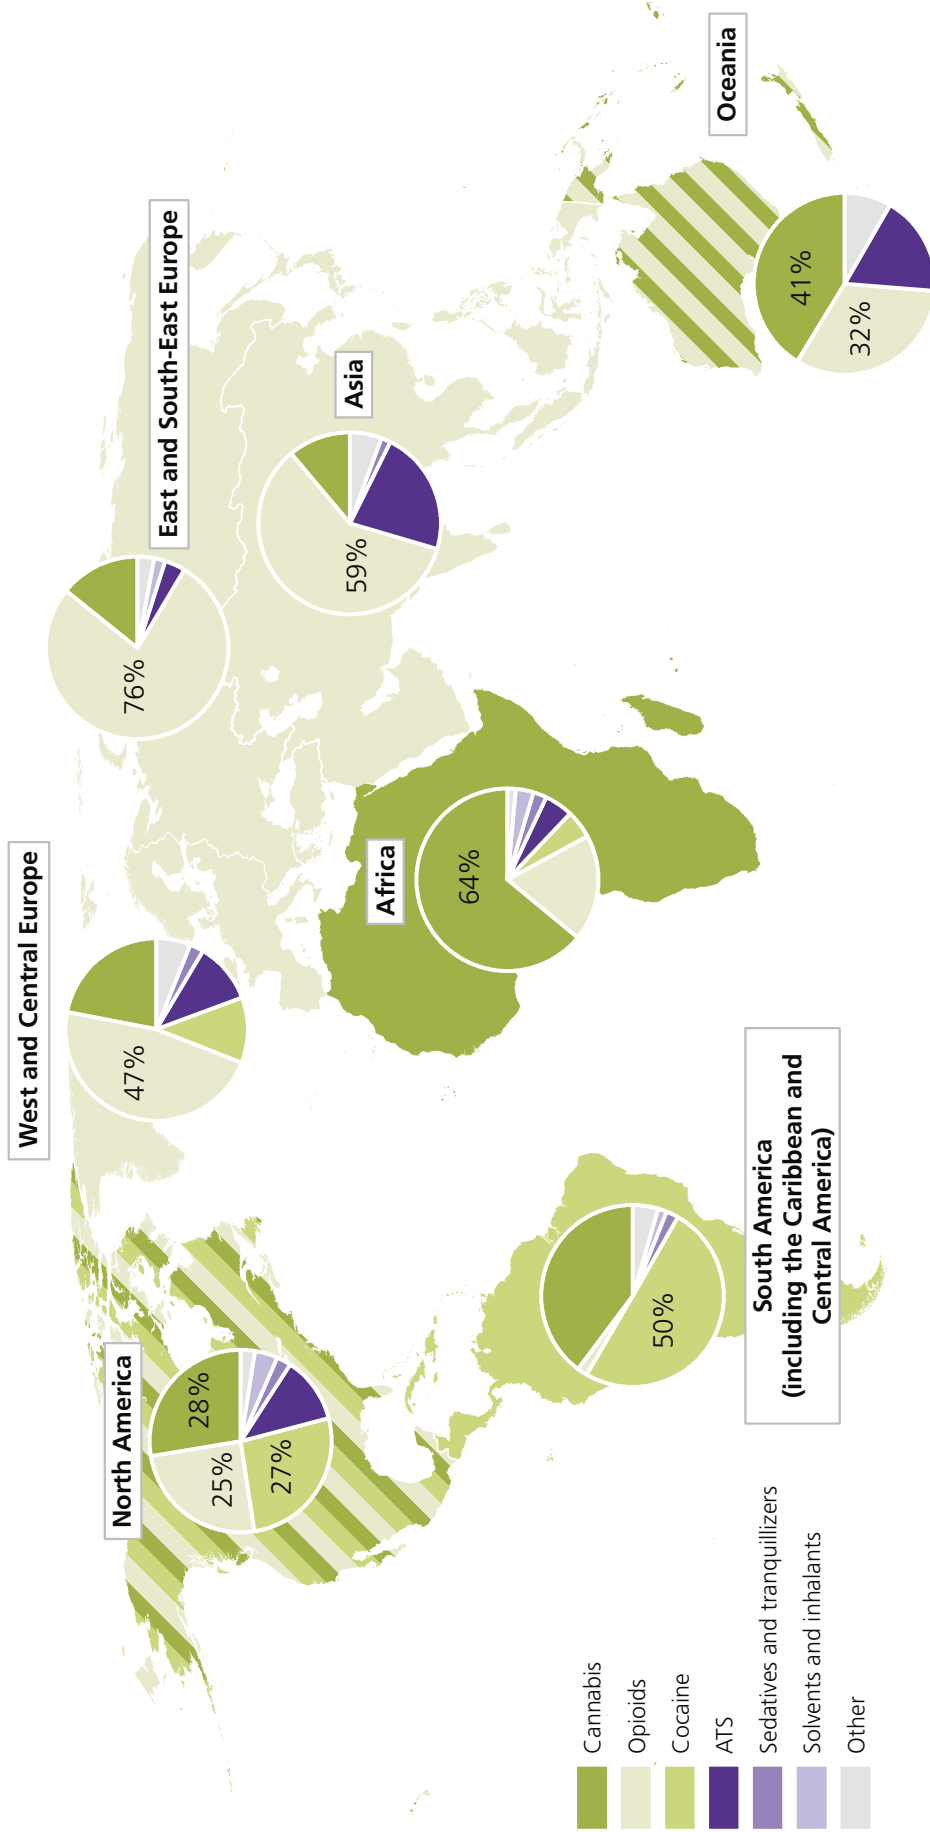 West and Central Europe
47%
East and South-East Europe
76%
North America
28%
25%
27%
Asia
59%
Africa
64%
Oceania
41%
32%
South America
(including the Caribbean and
Central America)
50%
Cannabis
Opioids
Cocaine
ATS
Sedatives and tranquillizers
Solvents and inhalants
Other